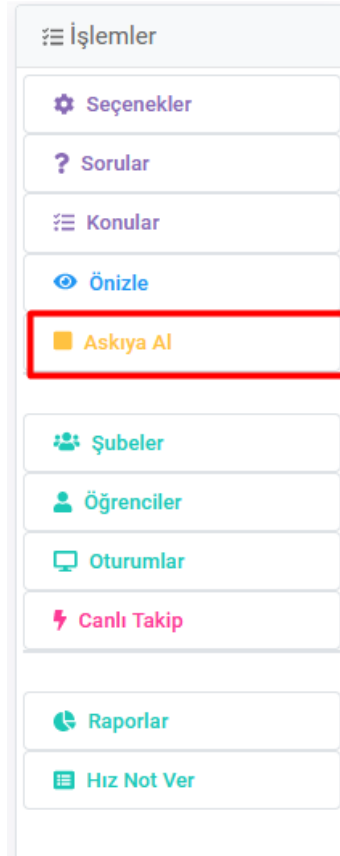 İşlemler
Seçenekler
Sorular
Konular
Önizle
Askıya Al
Şubeler
Öğrenciler
Oturumlar
Canlı Takip
Raporlar
Hız Not Ver